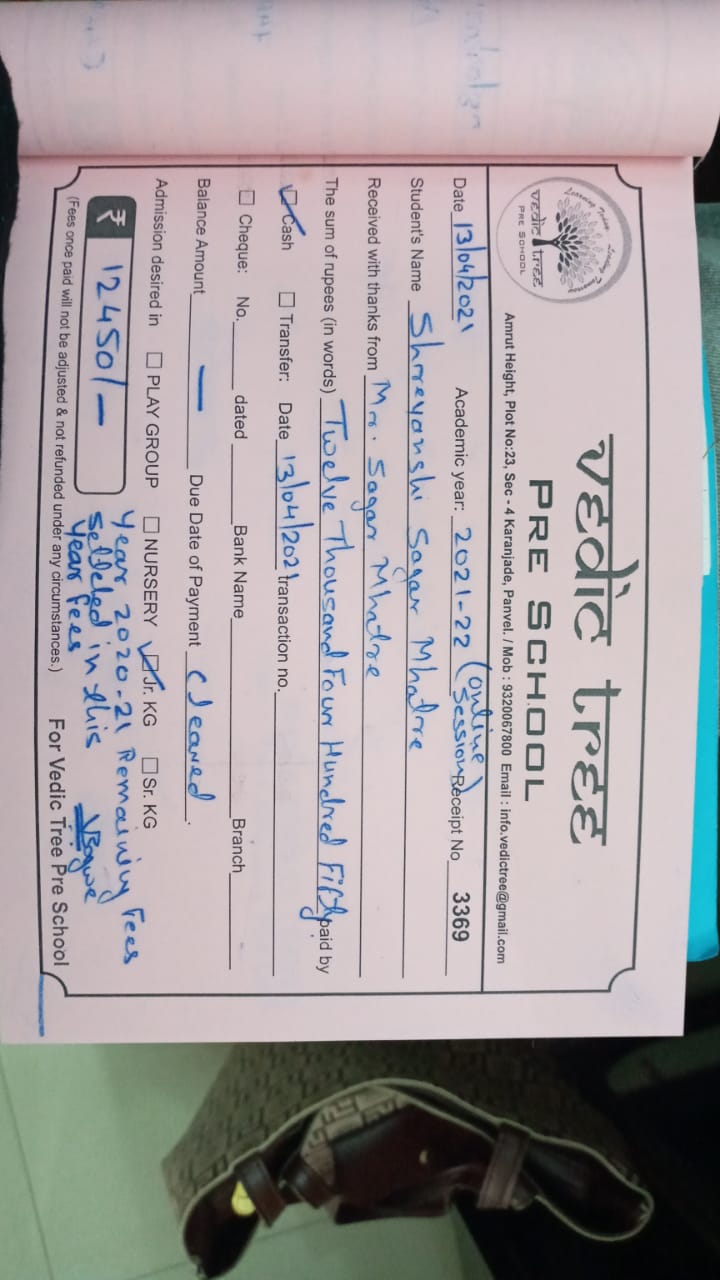 Learning Today Leading Tomorrow
vedic tree
PRE SCHOOL
vedic tree
PRE SCHOOL
Amrut Height, Plot No:23, Sec - 4 Karanjade, Panvel. / Mob : 9320067800 Email : info.vedictree@gmail.com
Date 13/04/2021 Academic year: 2021-22 (online session) Receipt No 3369
Student's Name Shreyanshi Sagar Mhatre
Received with thanks from Mr. Sagar Mhatre
The sum of rupees (in words) Twelve Thousand Four Hundred Fifty paid by
☑ Cash ☐ Transfer: Date 13/04/2021 transaction no.
☐ Cheque: No. dated Bank Name Branch
Balance Amount — Due Date of Payment Cleared.
Admission desired in ☐ PLAY GROUP ☐ NURSERY ☑ Jr. KG ☐ Sr. KG
₹ 12450/-
Year 2020-21 Remaining Fees
setteled in this
Year fees
(Fees once paid will not be adjusted & not refunded under any circumstances.) For Vedic Tree Pre School